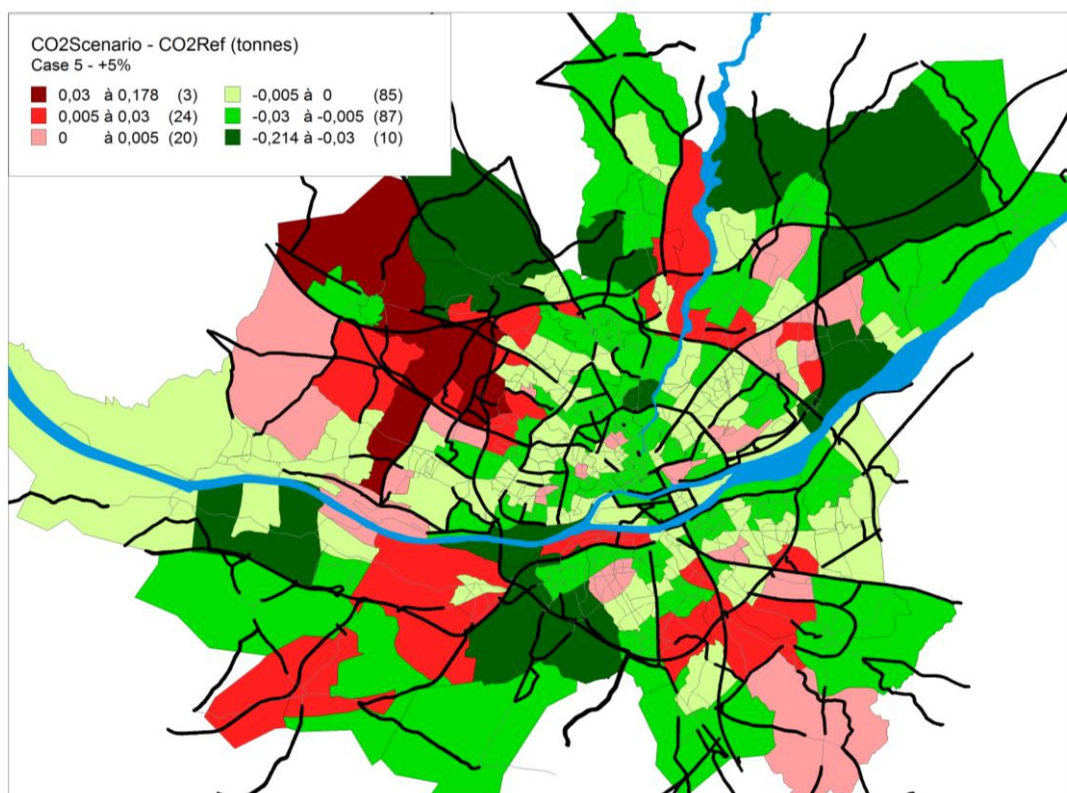 CO2Scenario - CO2Ref (tonnes)
Case 5 - +5%
0,03 à 0,178 (3) -0,005 à 0 (85)
0,005 à 0,03 (24) -0,03 à -0,005 (87)
0 à 0,005 (20) -0,214 à -0,03 (10)